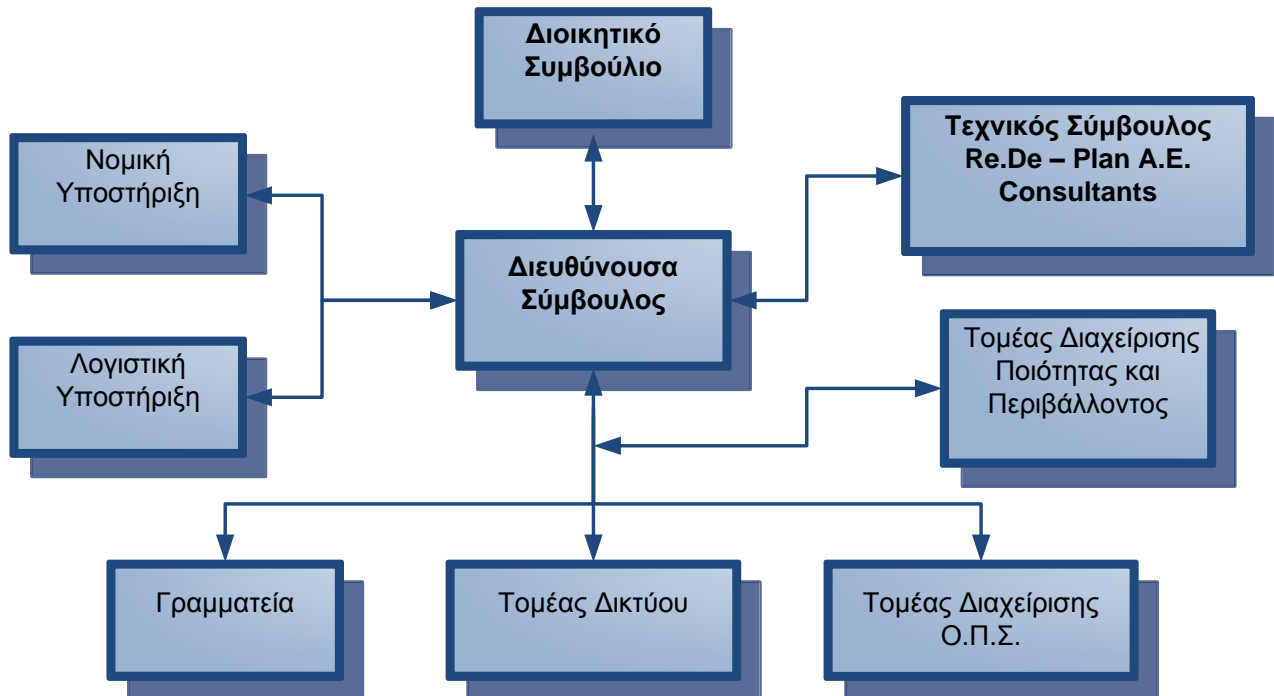 Διοικητικό
Συμβούλιο
Νομική
Υποστήριξη
Τεχνικός Σύμβουλος
Re.De – Plan A.E.
Consultants
Διευθύνουσα
Σύμβουλος
Λογιστική
Υποστήριξη
Τομέας Διαχείρισης
Ποιότητας και
Περιβάλλοντος
Γραμματεία
Τομέας Δικτύου
Τομέας Διαχείρισης
Ο.Π.Σ.